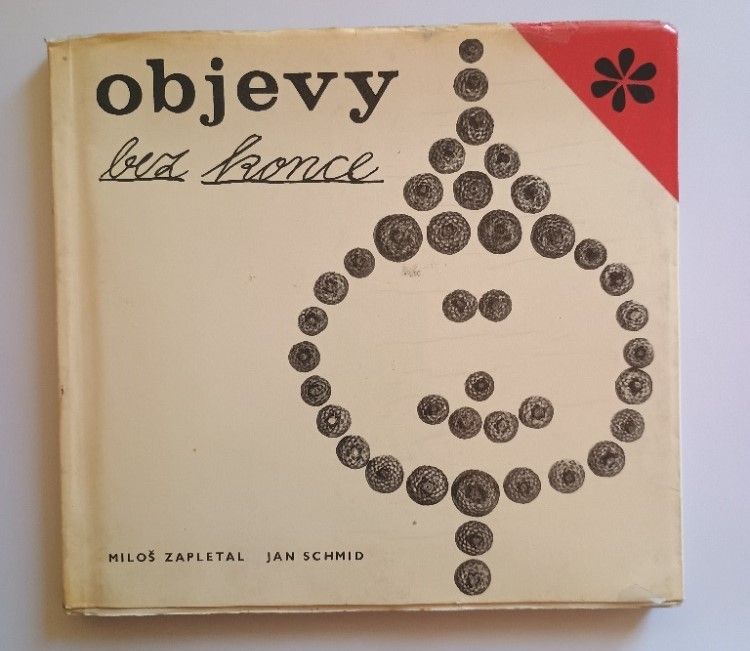 objevy
bez konce
MILOŠ ZAPLETAL JAN SCHMID